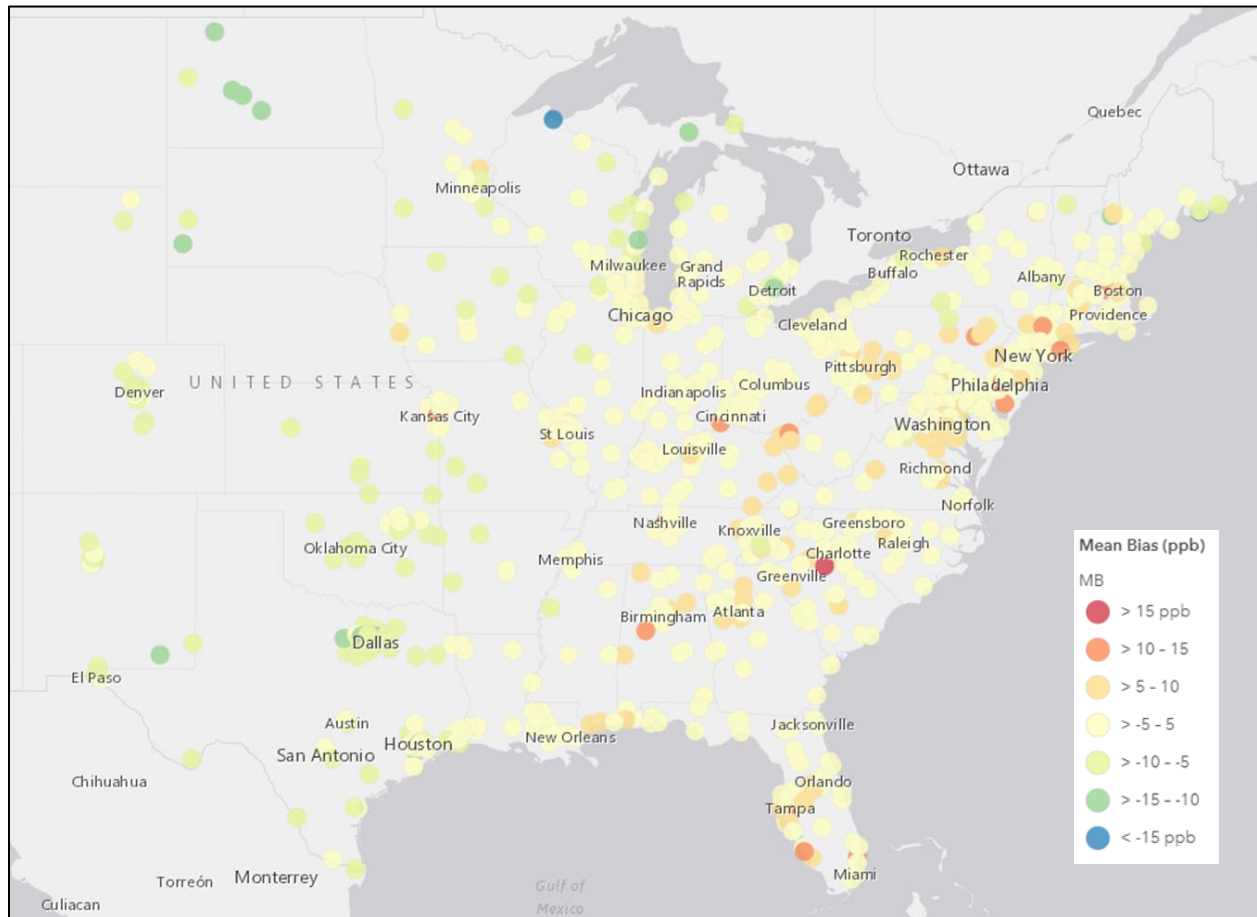 Quebec
Ottawa
Minneapolis
Toronto
Rochester
Buffalo
Albany
Milwaukee
Grand
Rapids
Detroit
Boston
Providence
Chicago
Cleveland
New York
Pittsburgh
Philadelphia
Denver
UNITED STATES
Indianapolis
Columbus
Kansas City
Cincinnati
St Louis
Washington
Louisville
Richmond
Norfolk
Nashville
Knoxville
Greensboro
Raleigh
Oklahoma City
Memphis
Charlotte
Greenville
Birmingham
Atlanta
Dallas
El Paso
Austin
Jacksonville
San Antonio
Houston
New Orleans
Chihuahua
Orlando
Tampa
Miami
Torreón
Monterrey
Gulf of
Mexico
Culiacan
Mean Bias (ppb)
MB
> 15 ppb
> 10 - 15
> 5 - 10
> -5 - 5
> -10 - -5
> -15 - -10
< -15 ppb